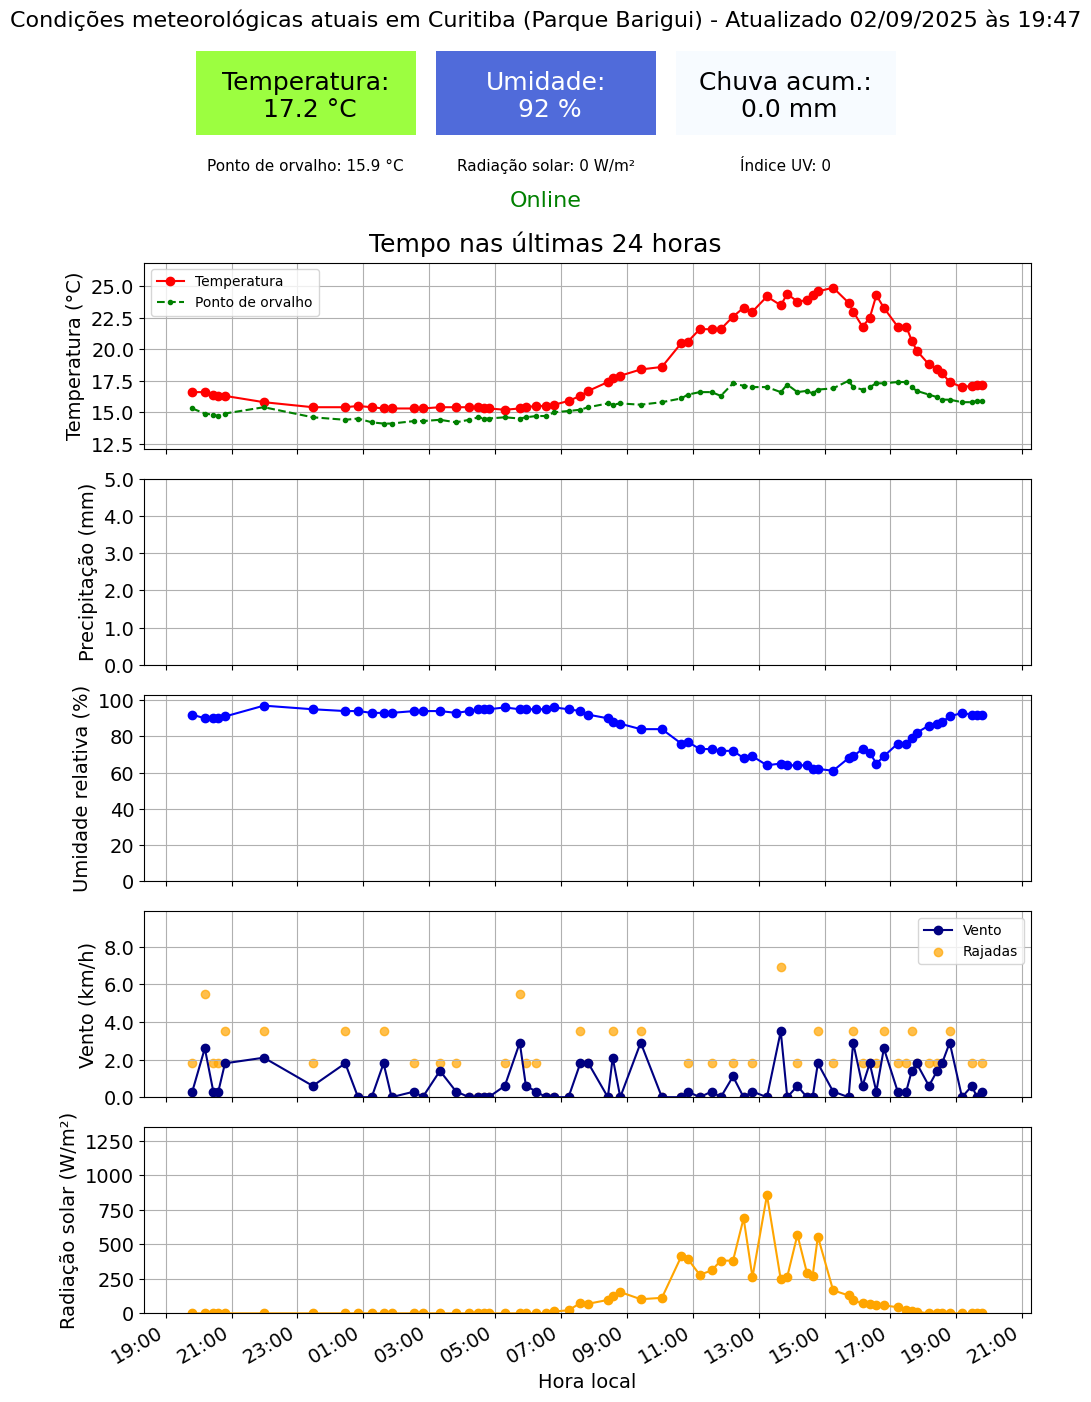 Condições meteorológicas atuais em Curitiba (Parque Barigui) - Atualizado 02/09/2025 às 19:47
Temperatura:
17.2 °C
Umidade:
92 %
Chuva acum.:
0.0 mm
Ponto de orvalho: 15.9 °C
Radiação solar: 0 W/m²
Índice UV: 0
Online
Tempo nas últimas 24 horas
Temperatura (°C)
25.0
22.5
20.0
17.5
15.0
12.5
Temperatura
Ponto de orvalho
Precipitação (mm)
5.0
4.0
3.0
2.0
1.0
0.0
Umidade relativa (%)
100
80
60
40
20
0
Vento (km/h)
8.0
6.0
4.0
2.0
0.0
Vento
Rajadas
Radiação solar (W/m²)
1250
1000
750
500
250
0
19:00
21:00
23:00
01:00
03:00
05:00
07:00
09:00
11:00
13:00
15:00
17:00
19:00
21:00
Hora local